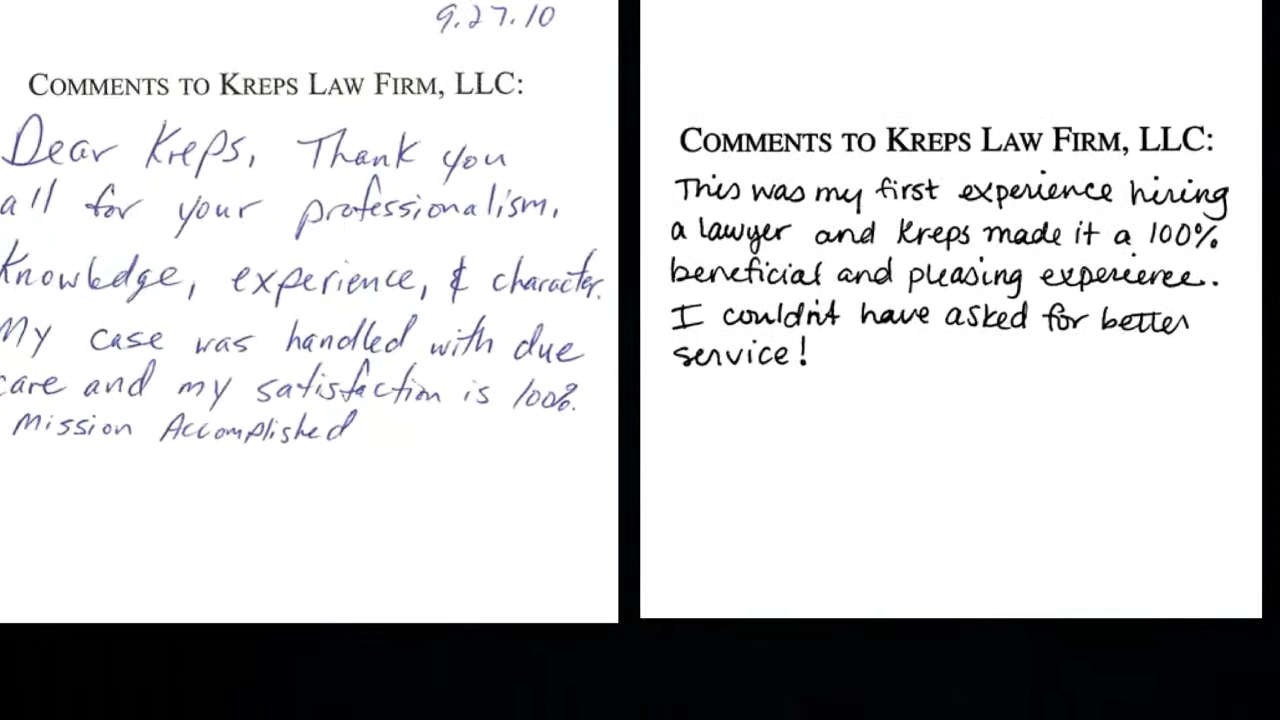 9.27.10
COMMENTS TO KREPS LAW FIRM, LLC:
Dear Kreps, Thank you
all for your professionalism,
Knowledge, experience, & character.
My case was handled with due
care and my satisfaction is 100%.
Mission Accomplished
COMMENTS TO KREPS LAW FIRM, LLC:
This was my first experience hiring
a lawyer and Kreps made it a 100%
beneficial and pleasing experience.
I couldn't have asked for better
service!